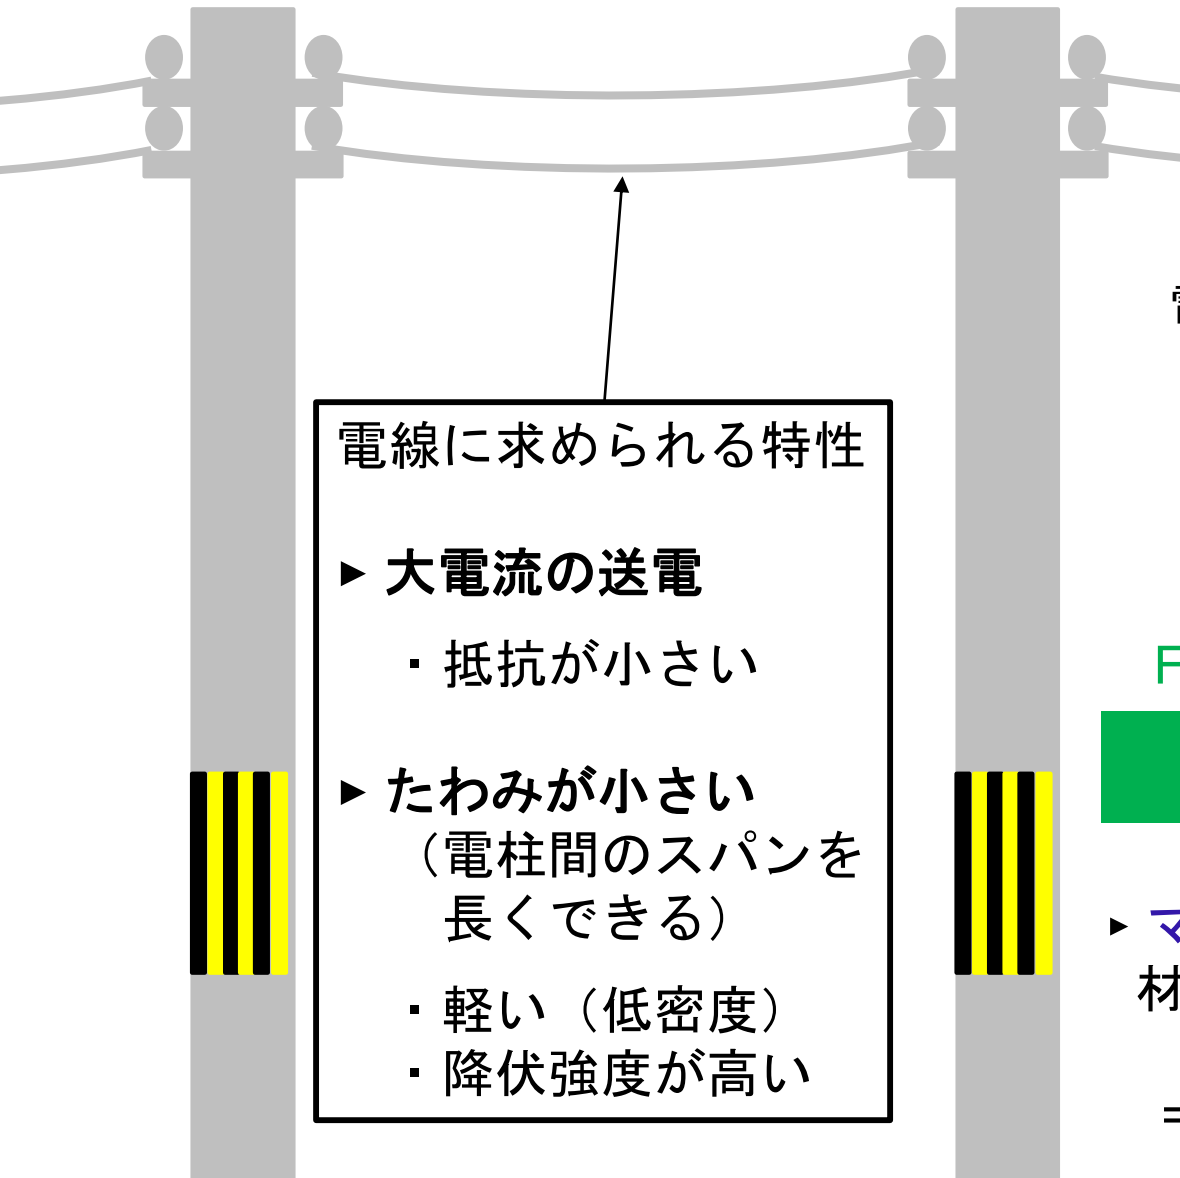 電線に求められる特性
▶ 大電流の送電
・抵抗が小さい
▶ たわみが小さい
（電柱間のスパンを
長くできる）
・軽い（低密度）
・降伏強度が高い
F
▶ マ
材